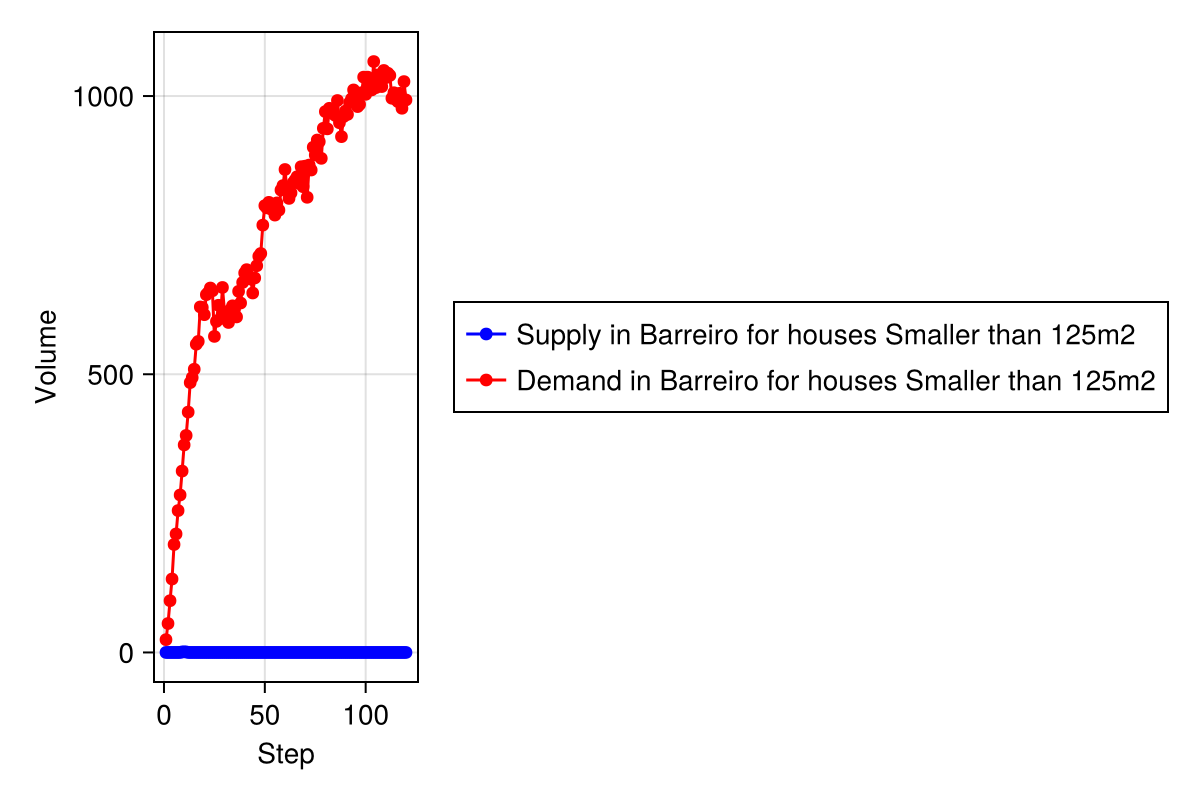 1000
500
0
Volume
0 50 100
Step
Supply in Barreiro for houses Smaller than 125m2
Demand in Barreiro for houses Smaller than 125m2